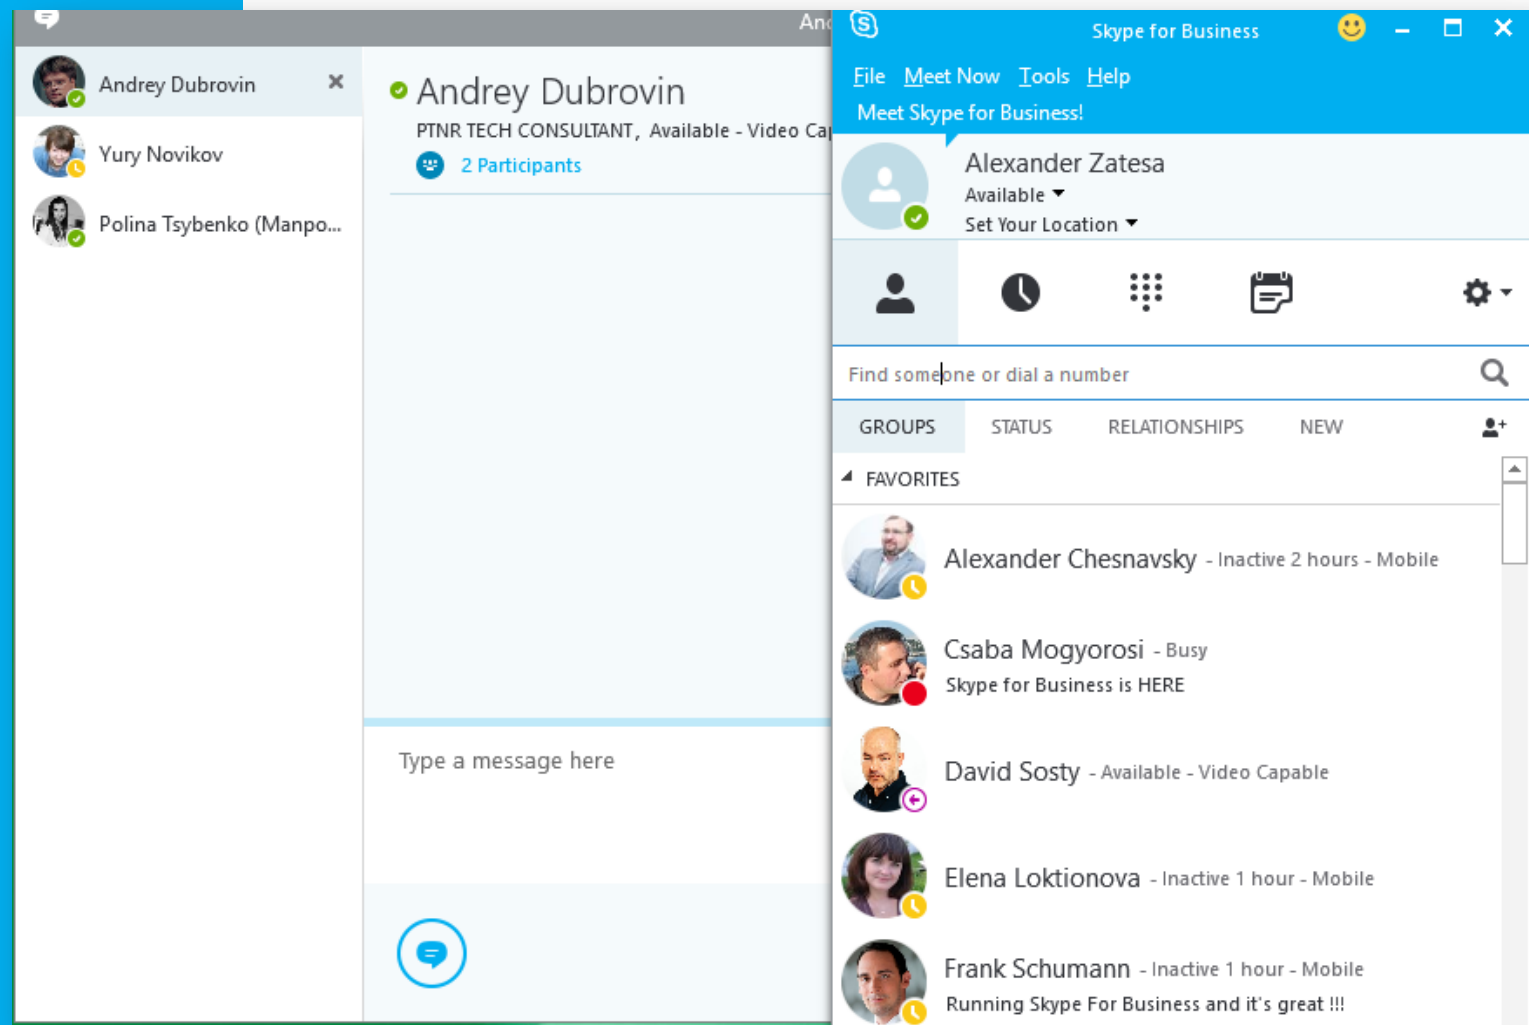 Andrey Dubrovin
Yury Novikov
Polina Tsybenko (Manpo...
Andrey Dubrovin
PTNR TECH CONSULTANT, Available - Video Ca
2 Participants
Type a message here
Skype for Business
File Meet Now Tools Help
Meet Skype for Business!
Alexander Zatesa
Available
Set Your Location
Find someone or dial a number
GROUPS STATUS RELATIONSHIPS NEW
FAVORITES
Alexander Chesnavsky - Inactive 2 hours - Mobile
Csaba Mogyorosi - Busy
Skype for Business is HERE
David Sosty - Available - Video Capable
Elena Loktionova - Inactive 1 hour - Mobile
Frank Schumann - Inactive 1 hour - Mobile
Running Skype For Business and it's great !!!